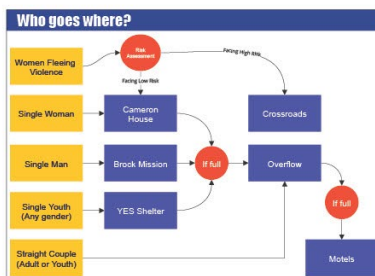 Who goes where?
Women Fleeing
Violence
Risk
Assessment
Facing High Risk
Facing Low Risk
Single Woman
Cameron
House
Crossroads
Single Man
Brock Mission
If full
Overflow
Single Youth
(Any gender)
YES Shelter
If full
Straight Couple
(Adult or Youth)
Motels